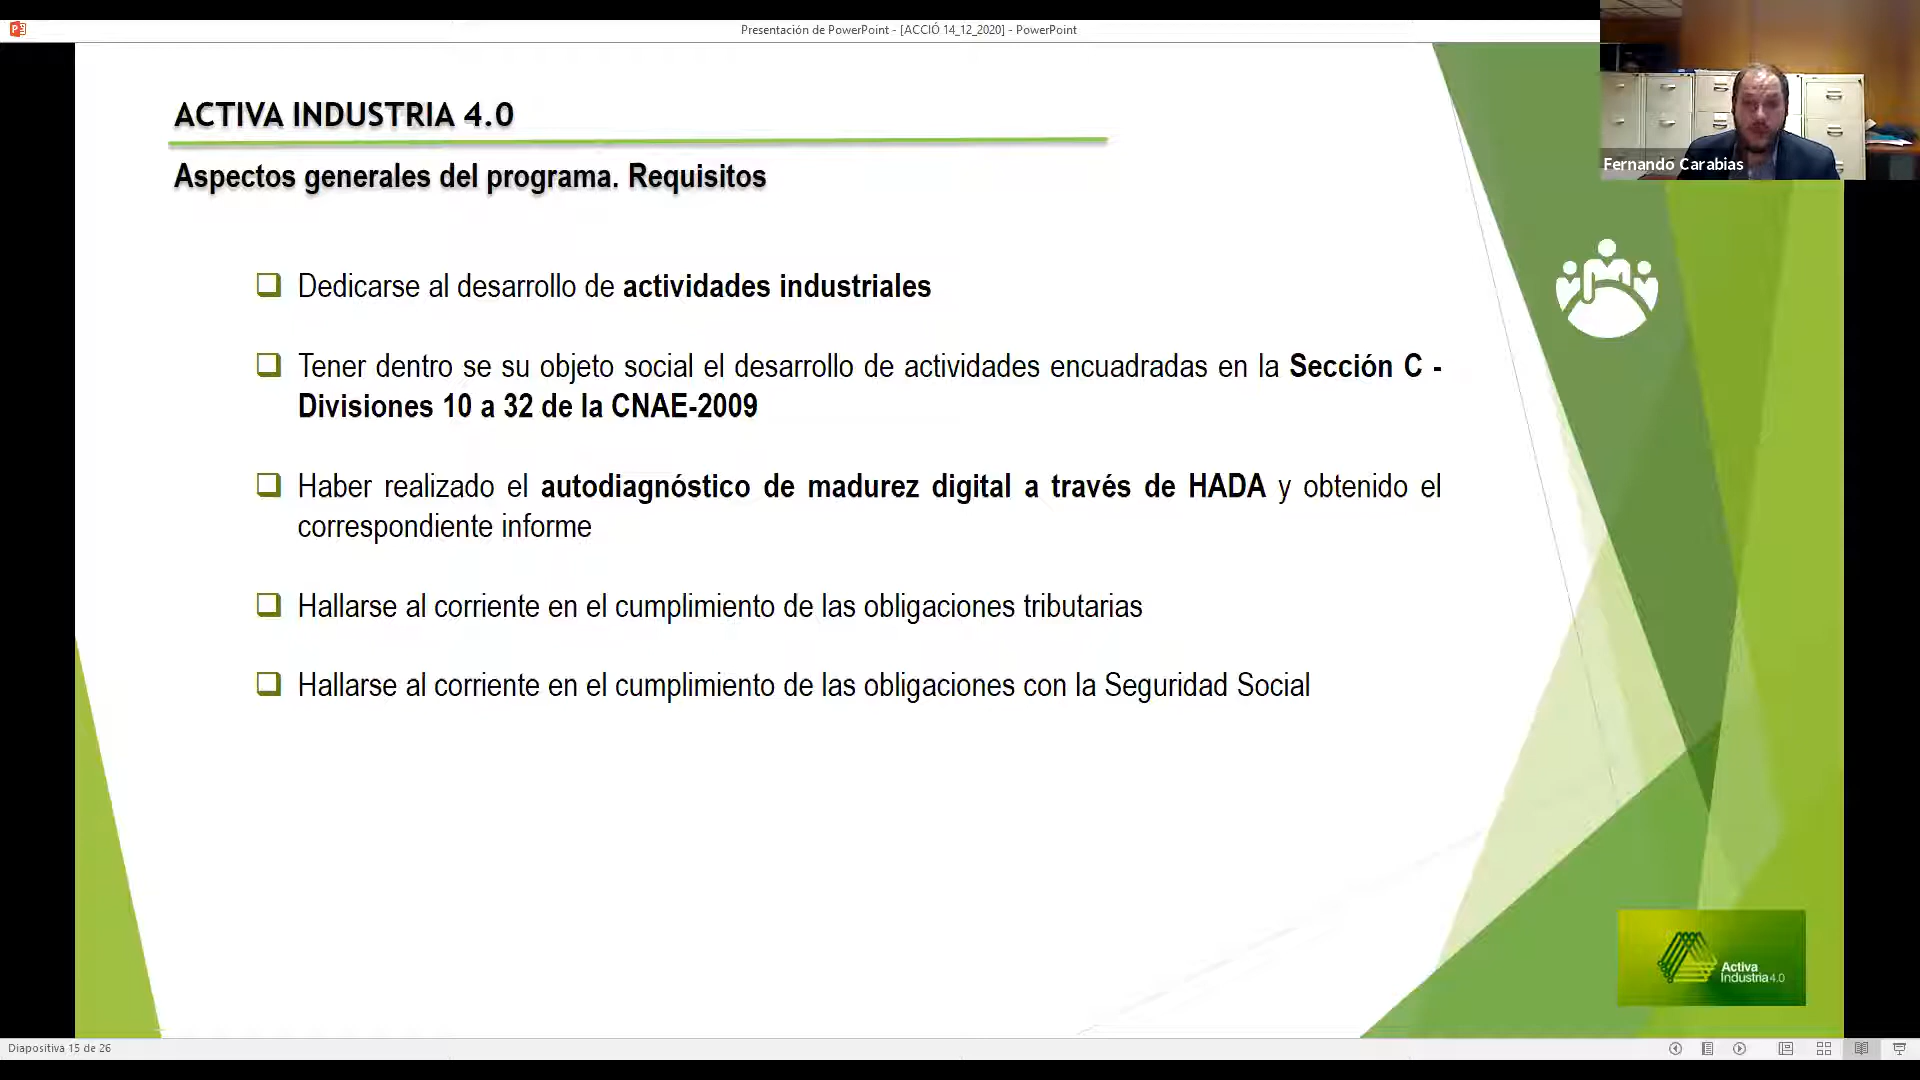 Presentación de PowerPoint - [ACCIÓ 14_12_2020] - PowerPoint
ACTIVA INDUSTRIA 4.0
Fernando Carabias
Aspectos generales del programa. Requisitos
Dedicarse al desarrollo de actividades industriales
Tener dentro se su objeto social el desarrollo de actividades encuadradas en la Sección C -
Divisiones 10 a 32 de la CNAE-2009
Haber realizado el autodiagnóstico de madurez digital a través de HADA y obtenido el
correspondiente informe
Hallarse al corriente en el cumplimiento de las obligaciones tributarias
Hallarse al corriente en el cumplimiento de las obligaciones con la Seguridad Social
Activa
Industria 4.0
Diapositiva 15 de 26